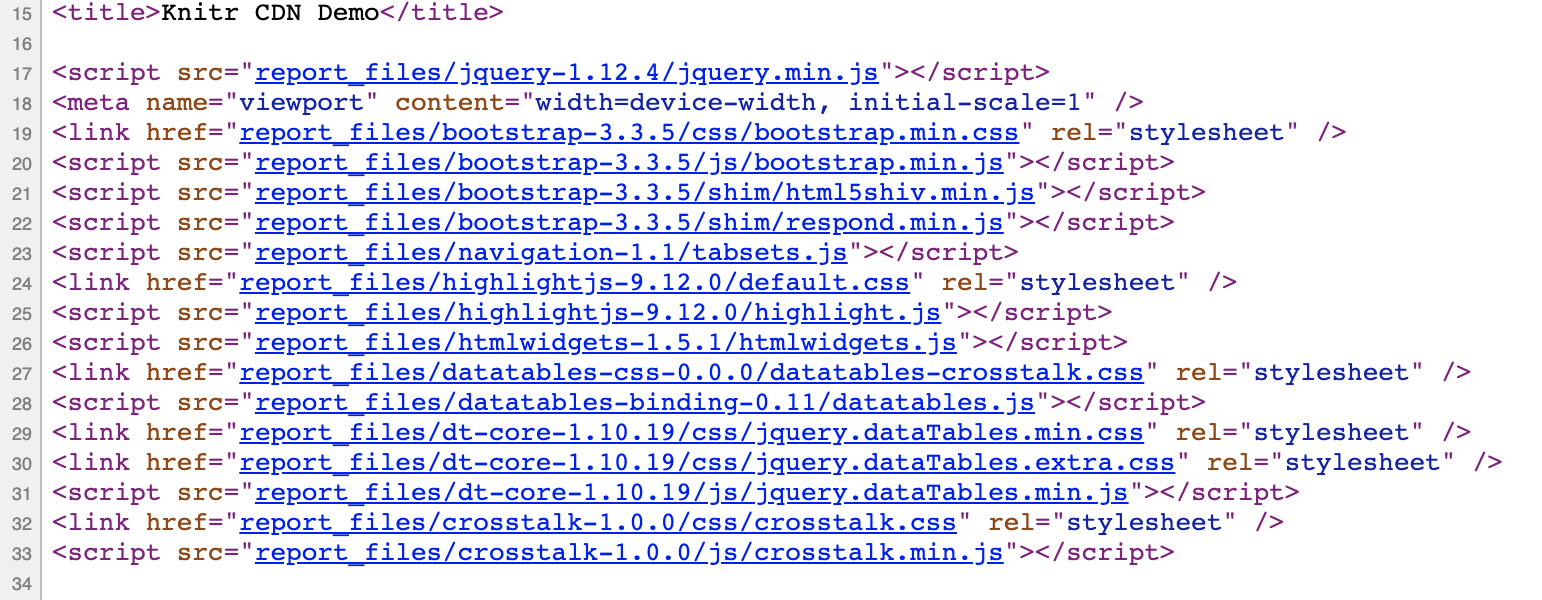 15 <title>Knitr CDN Demo</title>
16
17 <script src="report_files/jquery-1.12.4/jquery.min.js"></script>
18 <meta name="viewport" content="width=device-width, initial-scale=1" />
19 <link href="report_files/bootstrap-3.3.5/css/bootstrap.min.css" rel="stylesheet" />
20 <script src="report_files/bootstrap-3.3.5/js/bootstrap.min.js"></script>
21 <script src="report_files/bootstrap-3.3.5/shim/html5shiv.min.js"></script>
22 <script src="report_files/bootstrap-3.3.5/shim/respond.min.js"></script>
23 <script src="report_files/navigation-1.1/tabsets.js"></script>
24 <link href="report_files/highlightjs-9.12.0/default.css" rel="stylesheet" />
25 <script src="report_files/highlightjs-9.12.0/highlight.js"></script>
26 <script src="report_files/htmlwidgets-1.5.1/htmlwidgets.js"></script>
27 <link href="report_files/datatables-css-0.0.0/datatables-crosstalk.css" rel="stylesheet" />
28 <script src="report_files/datatables-binding-0.11/datatables.js"></script>
29 <link href="report_files/dt-core-1.10.19/css/jquery.dataTables.min.css" rel="stylesheet" />
30 <link href="report_files/dt-core-1.10.19/css/jquery.dataTables.extra.css" rel="stylesheet" />
31 <script src="report_files/dt-core-1.10.19/js/jquery.dataTables.min.js"></script>
32 <link href="report_files/crosstalk-1.0.0/css/crosstalk.css" rel="stylesheet" />
33 <script src="report_files/crosstalk-1.0.0/js/crosstalk.min.js"></script>
34